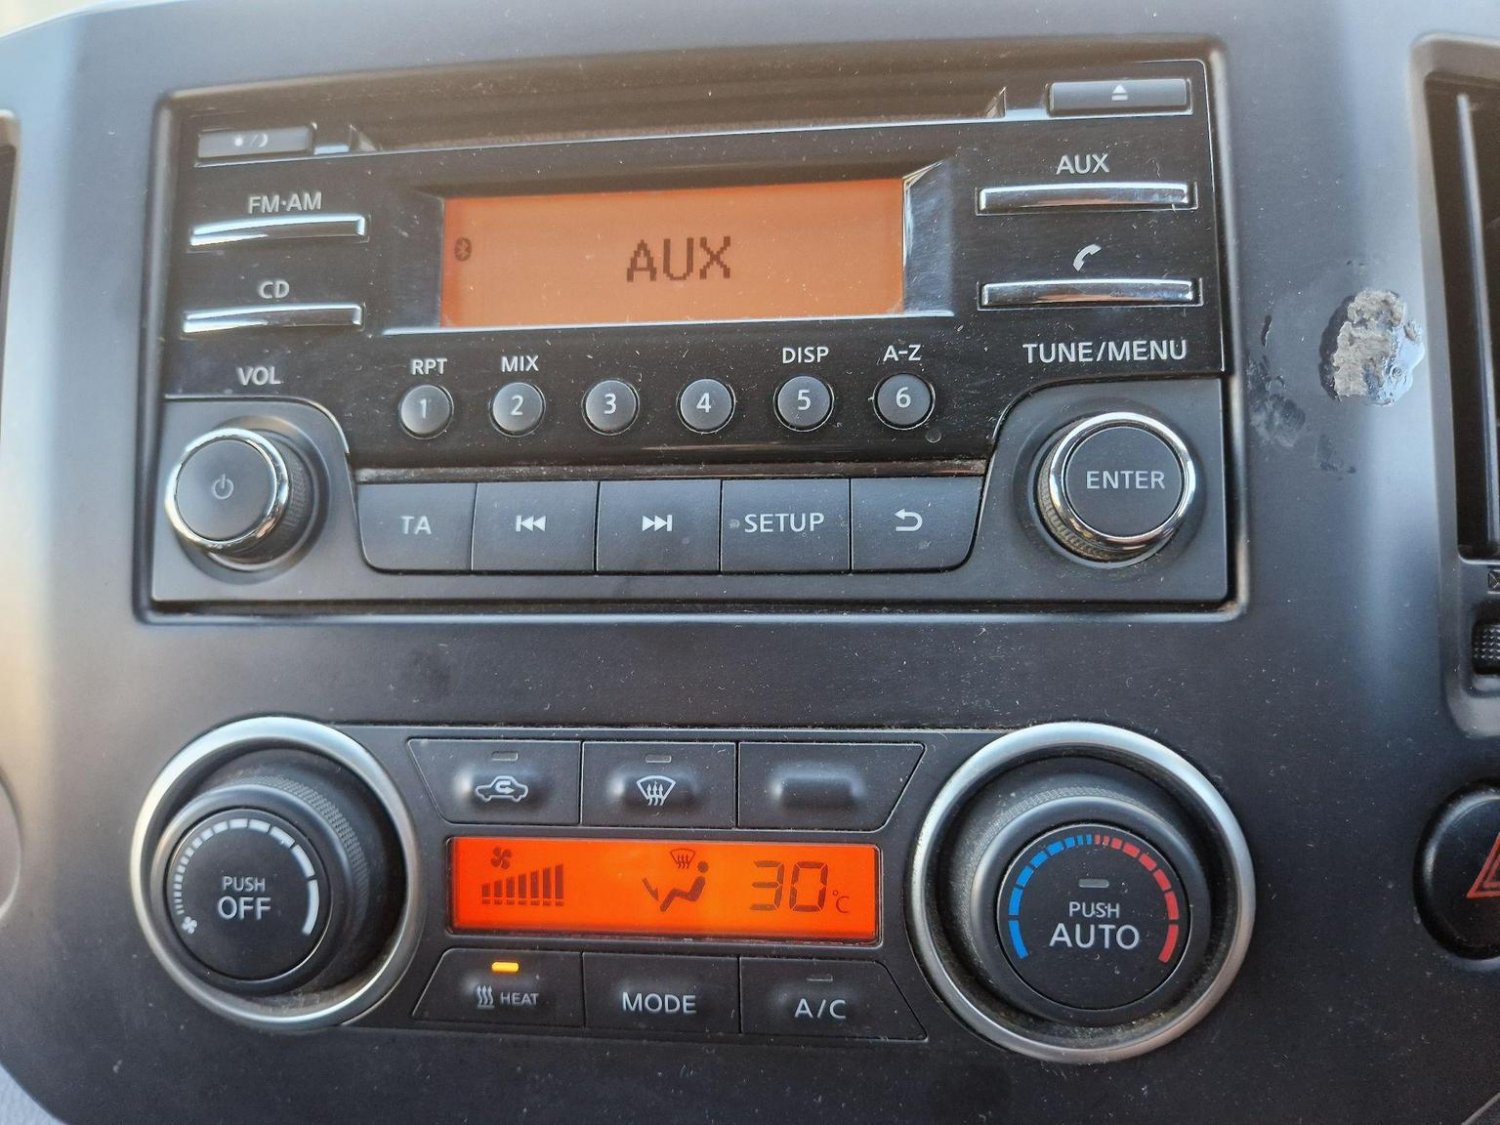 FM·AM
AUX
AUX
CD
VOL
RPT
MIX
DISP
A-Z
TUNE/MENU
1
2
3
4
5
6
TA
SETUP
ENTER
30°C
PUSH
OFF
PUSH
AUTO
HEAT
MODE
A/C